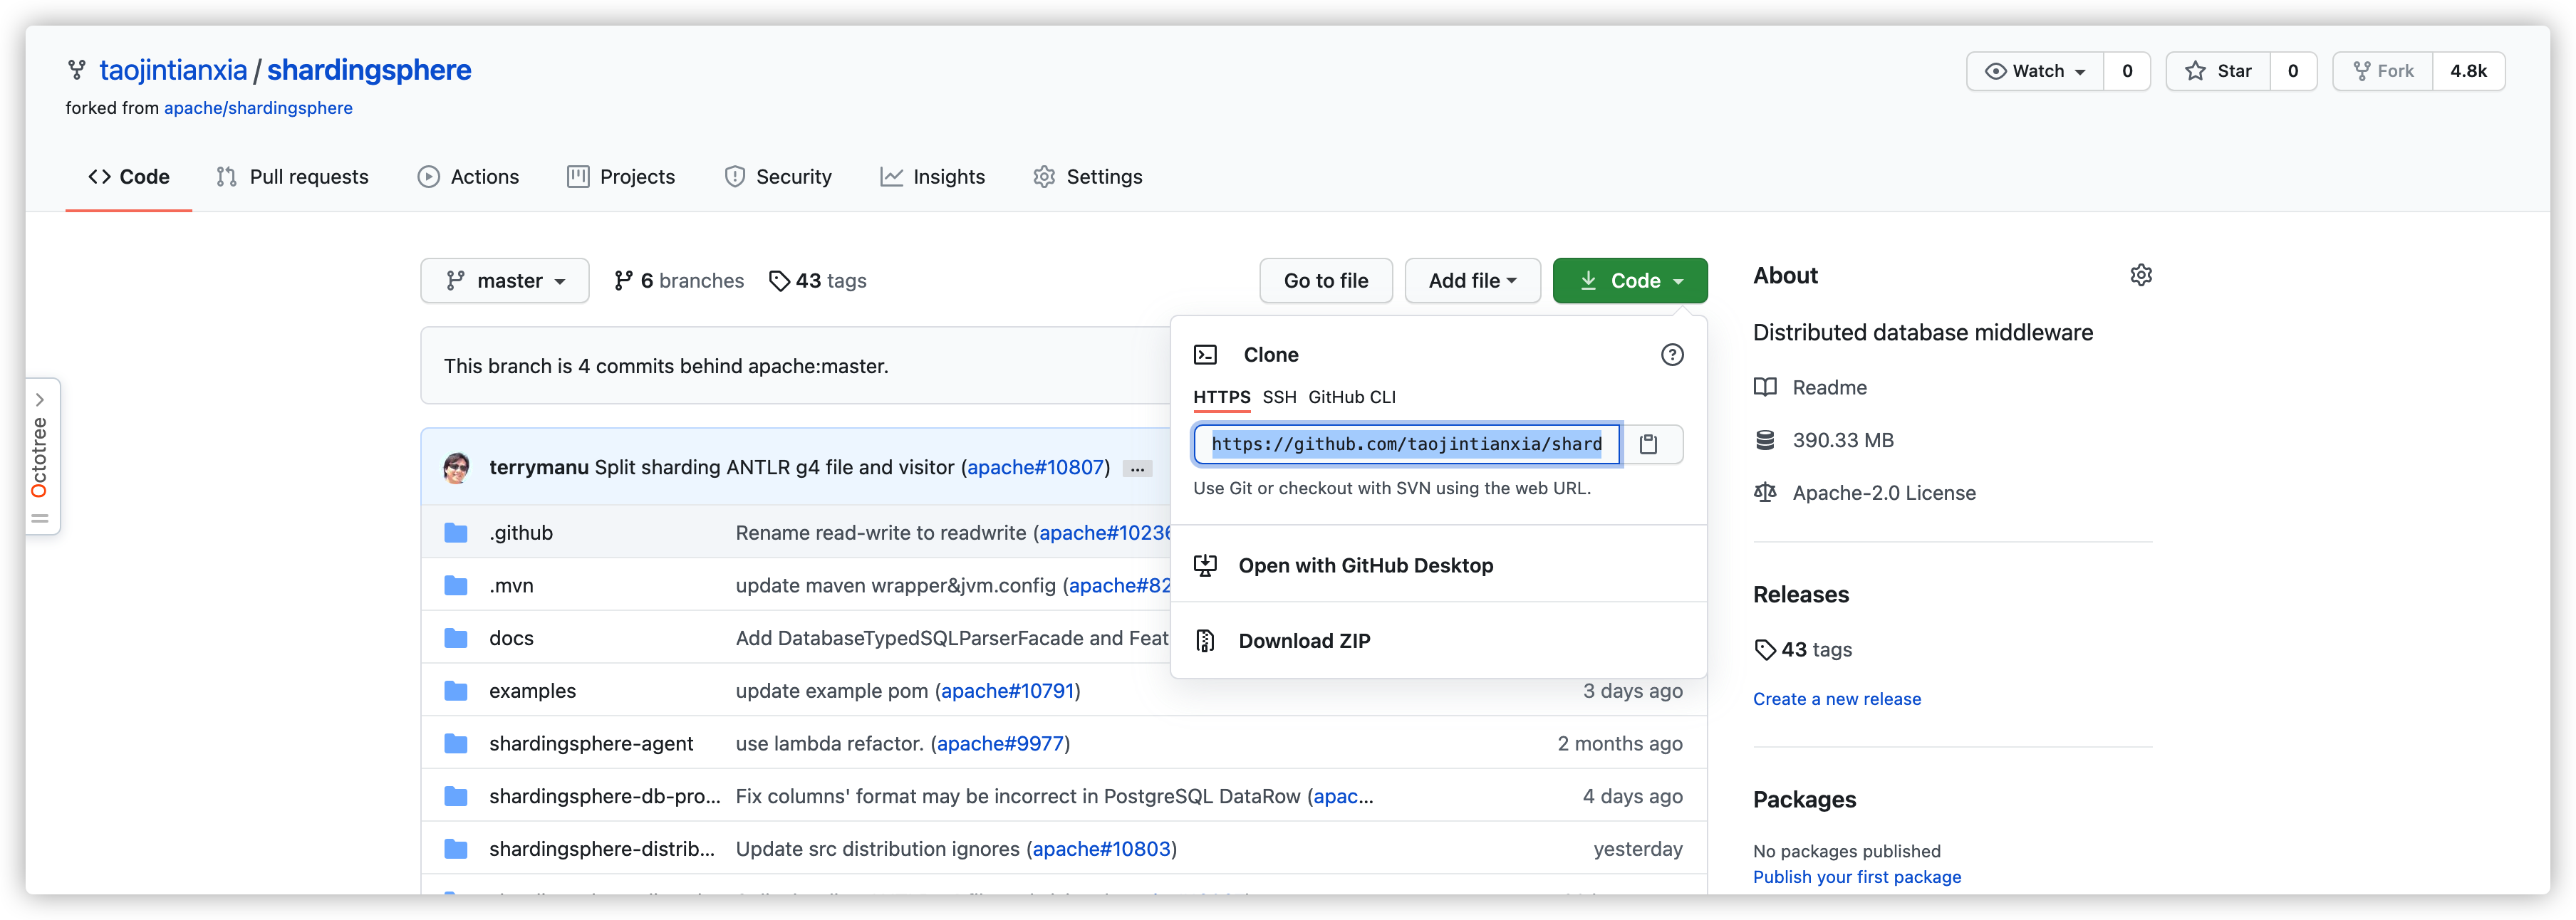 taojintianxia / shardingsphere
forked from apache/shardingsphere
Watch 0 Star 0 Fork 4.8k
Code Pull requests Actions Projects Security Insights Settings
master 6 branches 43 tags Go to file Add file Code
This branch is 4 commits behind apache:master.
Clone
HTTPS SSH GitHub CLI
https://github.com/taojintianxia/shard
Use Git or checkout with SVN using the web URL.
Open with GitHub Desktop
Download ZIP
Octotree
terrymanu Split sharding ANTLR g4 file and visitor (apache#10807) ...
.github Rename read-write to readwrite (apache#10236
.mvn update maven wrapper&jvm.config (apache#82
docs Add DatabaseTypedSQLParserFacade and Feat
examples update example pom (apache#10791) 3 days ago
shardingsphere-agent use lambda refactor. (apache#9977) 2 months ago
shardingsphere-db-pro... Fix columns' format may be incorrect in PostgreSQL DataRow (apac... 4 days ago
shardingsphere-distrib... Update src distribution ignores (apache#10803) yesterday
About
Distributed database middleware
Readme
390.33 MB
Apache-2.0 License
Releases
43 tags
Create a new release
Packages
No packages published
Publish your first package